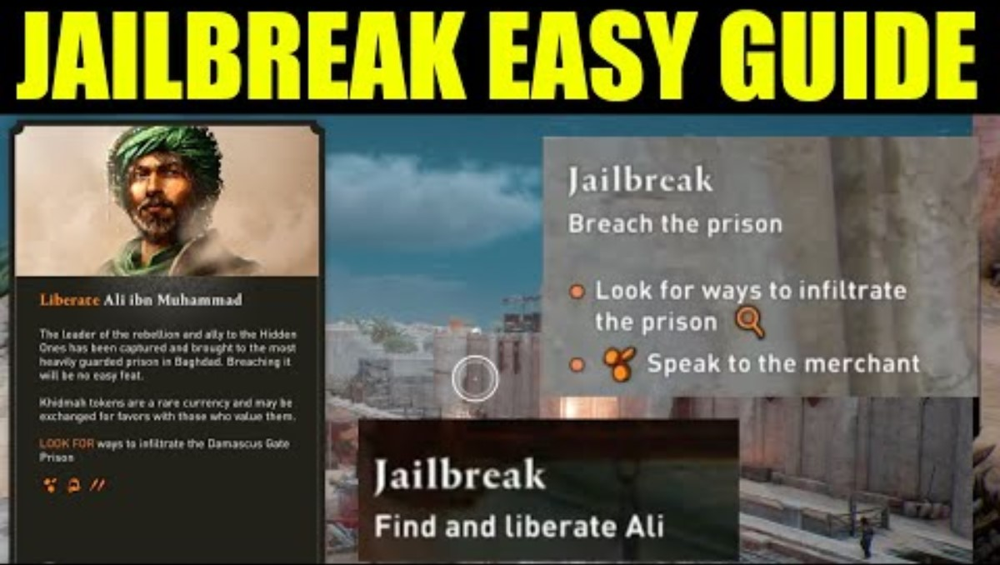 JAILBREAK EASY GUIDE
Liberate Ali ibn Muhammad
The leader of the rebellion and ally to the Hidden
Ones has been captured and brought to the most
heavily guarded prison in Baghdad. Breaching it
will be no easy feat.
Khidmah tokens are a rare currency and may be
exchanged for favors with those who value them.
LOOK FOR ways to infiltrate the Damascus Gate
Prison
Jailbreak
Breach the prison
Look for ways to infiltrate
the prison
Speak to the merchant
Jailbreak
Find and liberate Ali